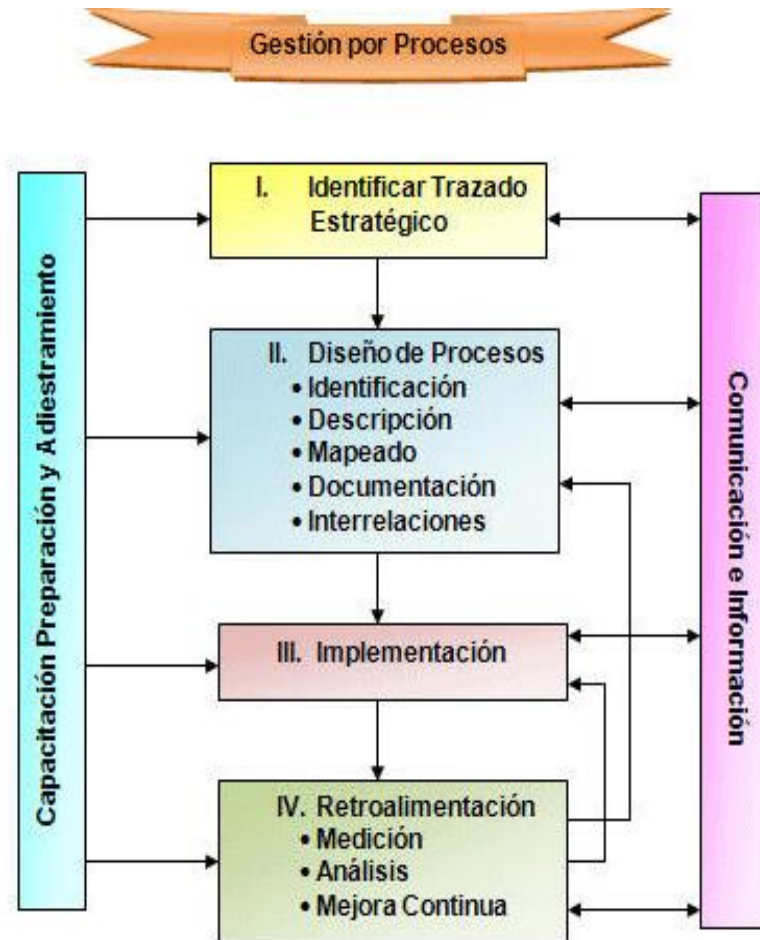 Gestión por Procesos
Capacitación Preparación y Adiestramiento
I. Identificar Trazado
Estratégico
II. Diseño de Procesos
• Identificación
• Descripción
• Mapeado
• Documentación
• Interrelaciones
III. Implementación
IV. Retroalimentación
• Medición
• Análisis
• Mejora Continua
Comunicación e Información